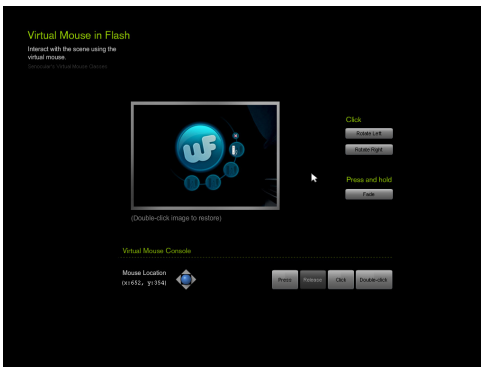 Virtual Mouse in Flash
Interact with the scene using the
virtual mouse.
Click
Rotate Left
Rotate Right
Press and hold
Fade
(Double-click image to restore)
Virtual Mouse Console
Mouse Location
(x:652, y:354)
Press
Release
Click
Double-click